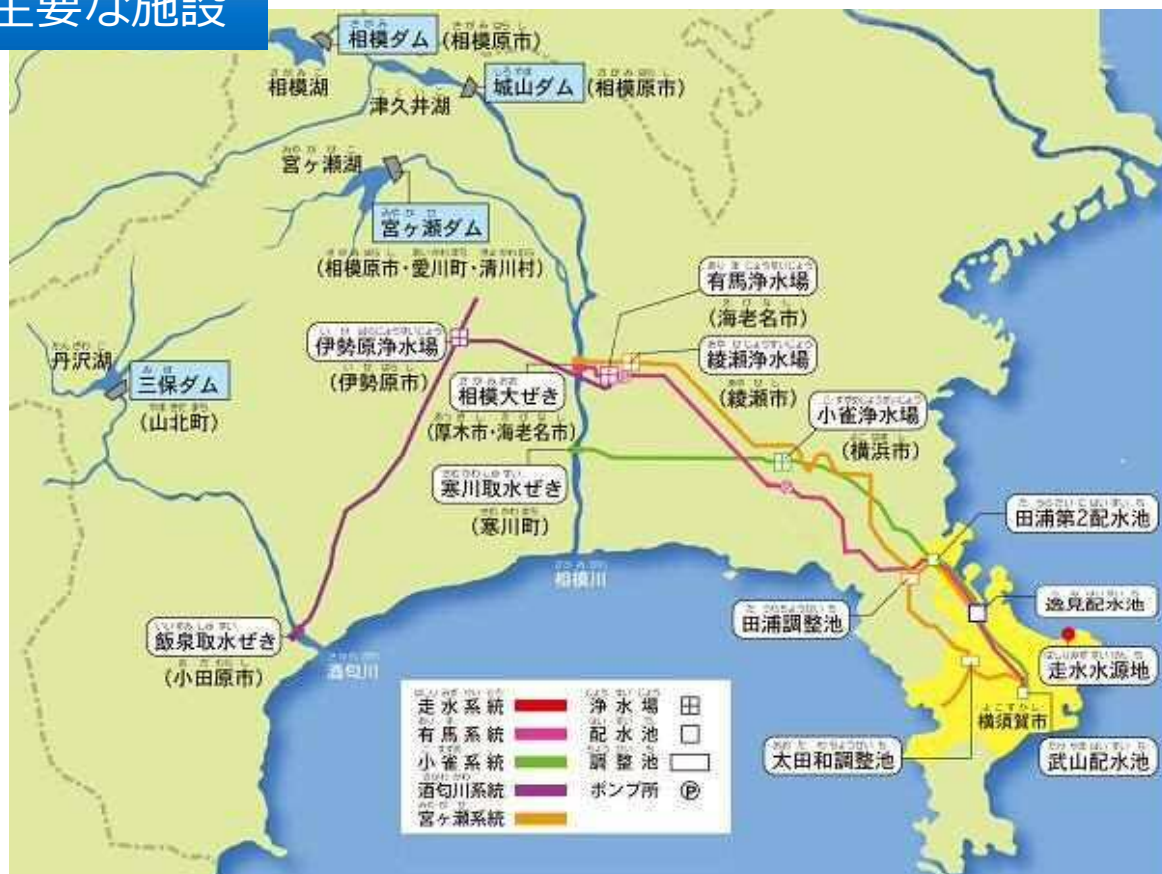 主要な施設
相模ダム
(相模原市)
相模湖
城山ダム
(相模原市)
津久井湖
宮ヶ瀬湖
宮ヶ瀬ダム
(相模原市・愛川町・清川村)
有馬浄水場
(海老名市)
伊勢原浄水場
(伊勢原市)
綾瀬浄水場
(綾瀬市)
丹沢湖
三保ダム
(山北町)
相模大ぜき
(厚木市・海老名市)
小雀浄水場
(横浜市)
寒川取水ぜき
(寒川町)
田浦第2配水池
相模川
逸見配水池
田浦調整池
飯泉取水ぜき
(小田原市)
酒匂川
走水水源地
横須賀市
太田和調整池
武山配水池
走水系統
浄水場
有馬系統
配水池
小雀系統
調整池
酒匂川系統
ポンプ所 Ⓟ
宮ヶ瀬系統